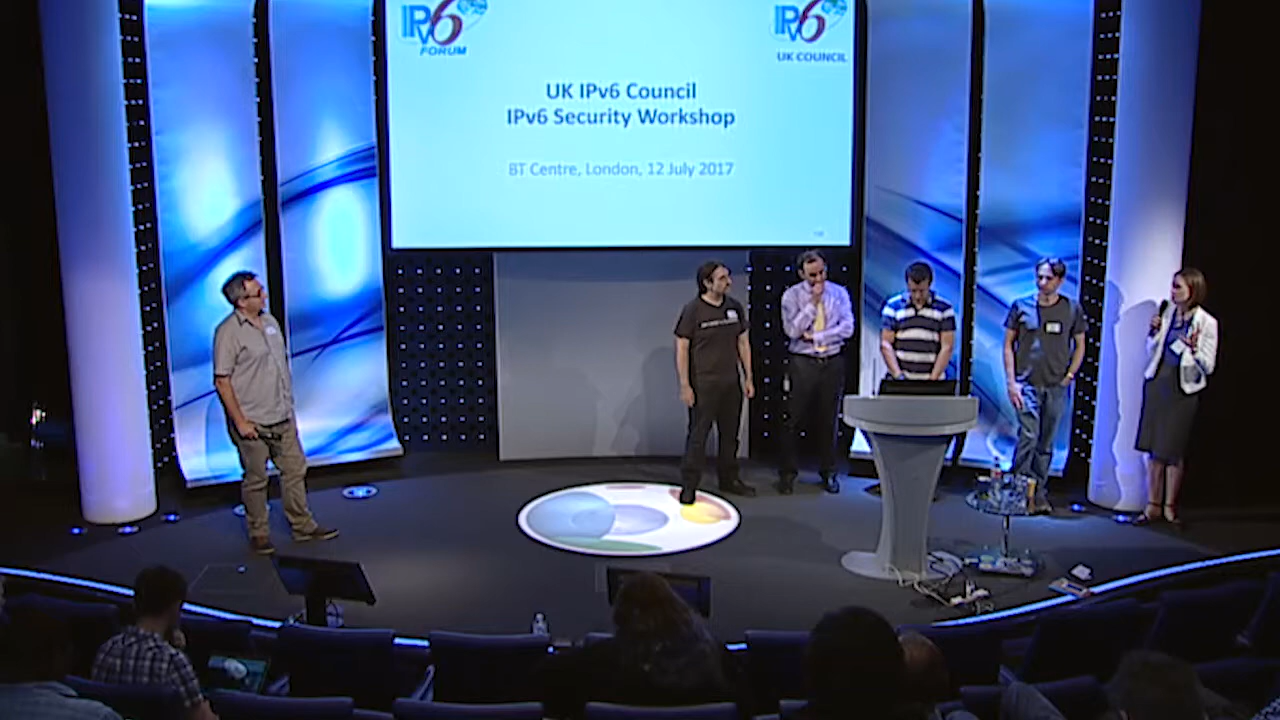 IPv6
FORUM
IPv6
UK COUNCIL
UK IPv6 Council
IPv6 Security Workshop
BT Centre, London, 12 July 2017